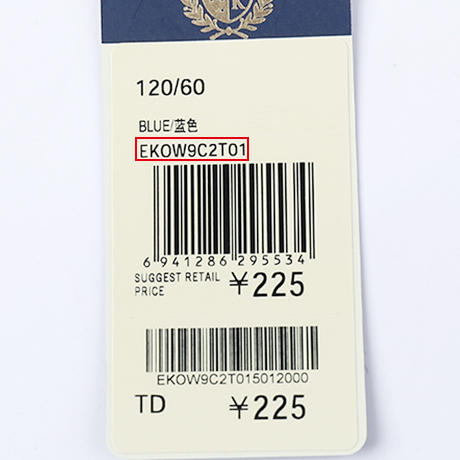 120/60
BLUE/蓝色
EKOW9C2T01
6 941286 295534
SUGGEST RETAIL
PRICE
¥225
EKOW9C2T015012000
TD ¥225